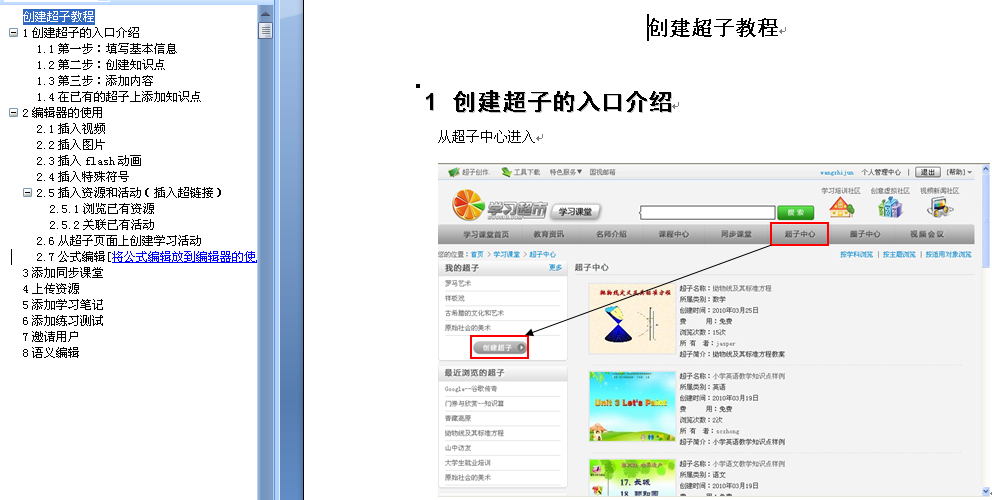 创建超子教程
1 创建超子的入口介绍
1.1 第一步：填写基本信息
1.2 第二步：创建知识点
1.3 第三步：添加内容
1.4 在已有的超子上添加知识点
2 编辑器的使用
2.1 插入视频
2.2 插入图片
2.3 插入 flash 动画
2.4 插入特殊符号
2.5 插入资源和活动（插入超链接）
2.5.1 浏览已有资源
2.5.2 关联已有活动
2.6 从超子页面上创建学习活动
2.7 公式编辑[将公式编辑放到编辑器的使
3 添加同步课堂
4 上传资源
5 添加学习笔记
6 添加练习测试
7 邀请用户
8 语义编辑
创建超子教程
1 创建超子的入口介绍
从超子中心进入
超子创作 工具下载 特色服务▼ 国视邮箱
wangzhijun 个人管理中心 | 退出 [帮助]
学习超市 学习课堂
搜索
学习培训社区 创意虚拟社区 视频新闻社区
学习课堂首页 教育资讯 名师介绍 课程中心 同步课堂 超子中心 圈子中心 视频会议
您的位置：首页 > 学习课堂 > 超子中心
按学科浏览 | 按主题浏览 | 按适用对象浏览
我的超子 更多
罗马艺术
样板池
古希腊的文化和艺术
原始社会的美术
创建超子
最近浏览的超子
Google--谷歌传奇
门券与欣赏--知识篇
青藏高原
抛物线及其标准方程
山中访友
大学生就业培训
原始社会的美术
超子中心
抛物线定义及其标准方程
超子名称：抛物线及其标准方程
所属类别：数学
创建时间：2010年03月25日
费 用：免费
浏览次数：15次
所 有 者：jasper
超子简介：抛物线及其标准方程教案
Unit 3 Let's Paint
超子名称：小学英语教学知识点样例
所属类别：英语
创建时间：2010年03月19日
费 用：免费
浏览次数：2次
所 有 者：sczhong
超子简介：小学英语教学知识点样例
17. 长城
18. 颐和园
超子名称：小学语文教学知识点样例
所属类别：语文
创建时间：2010年03月19日
费 用：免费